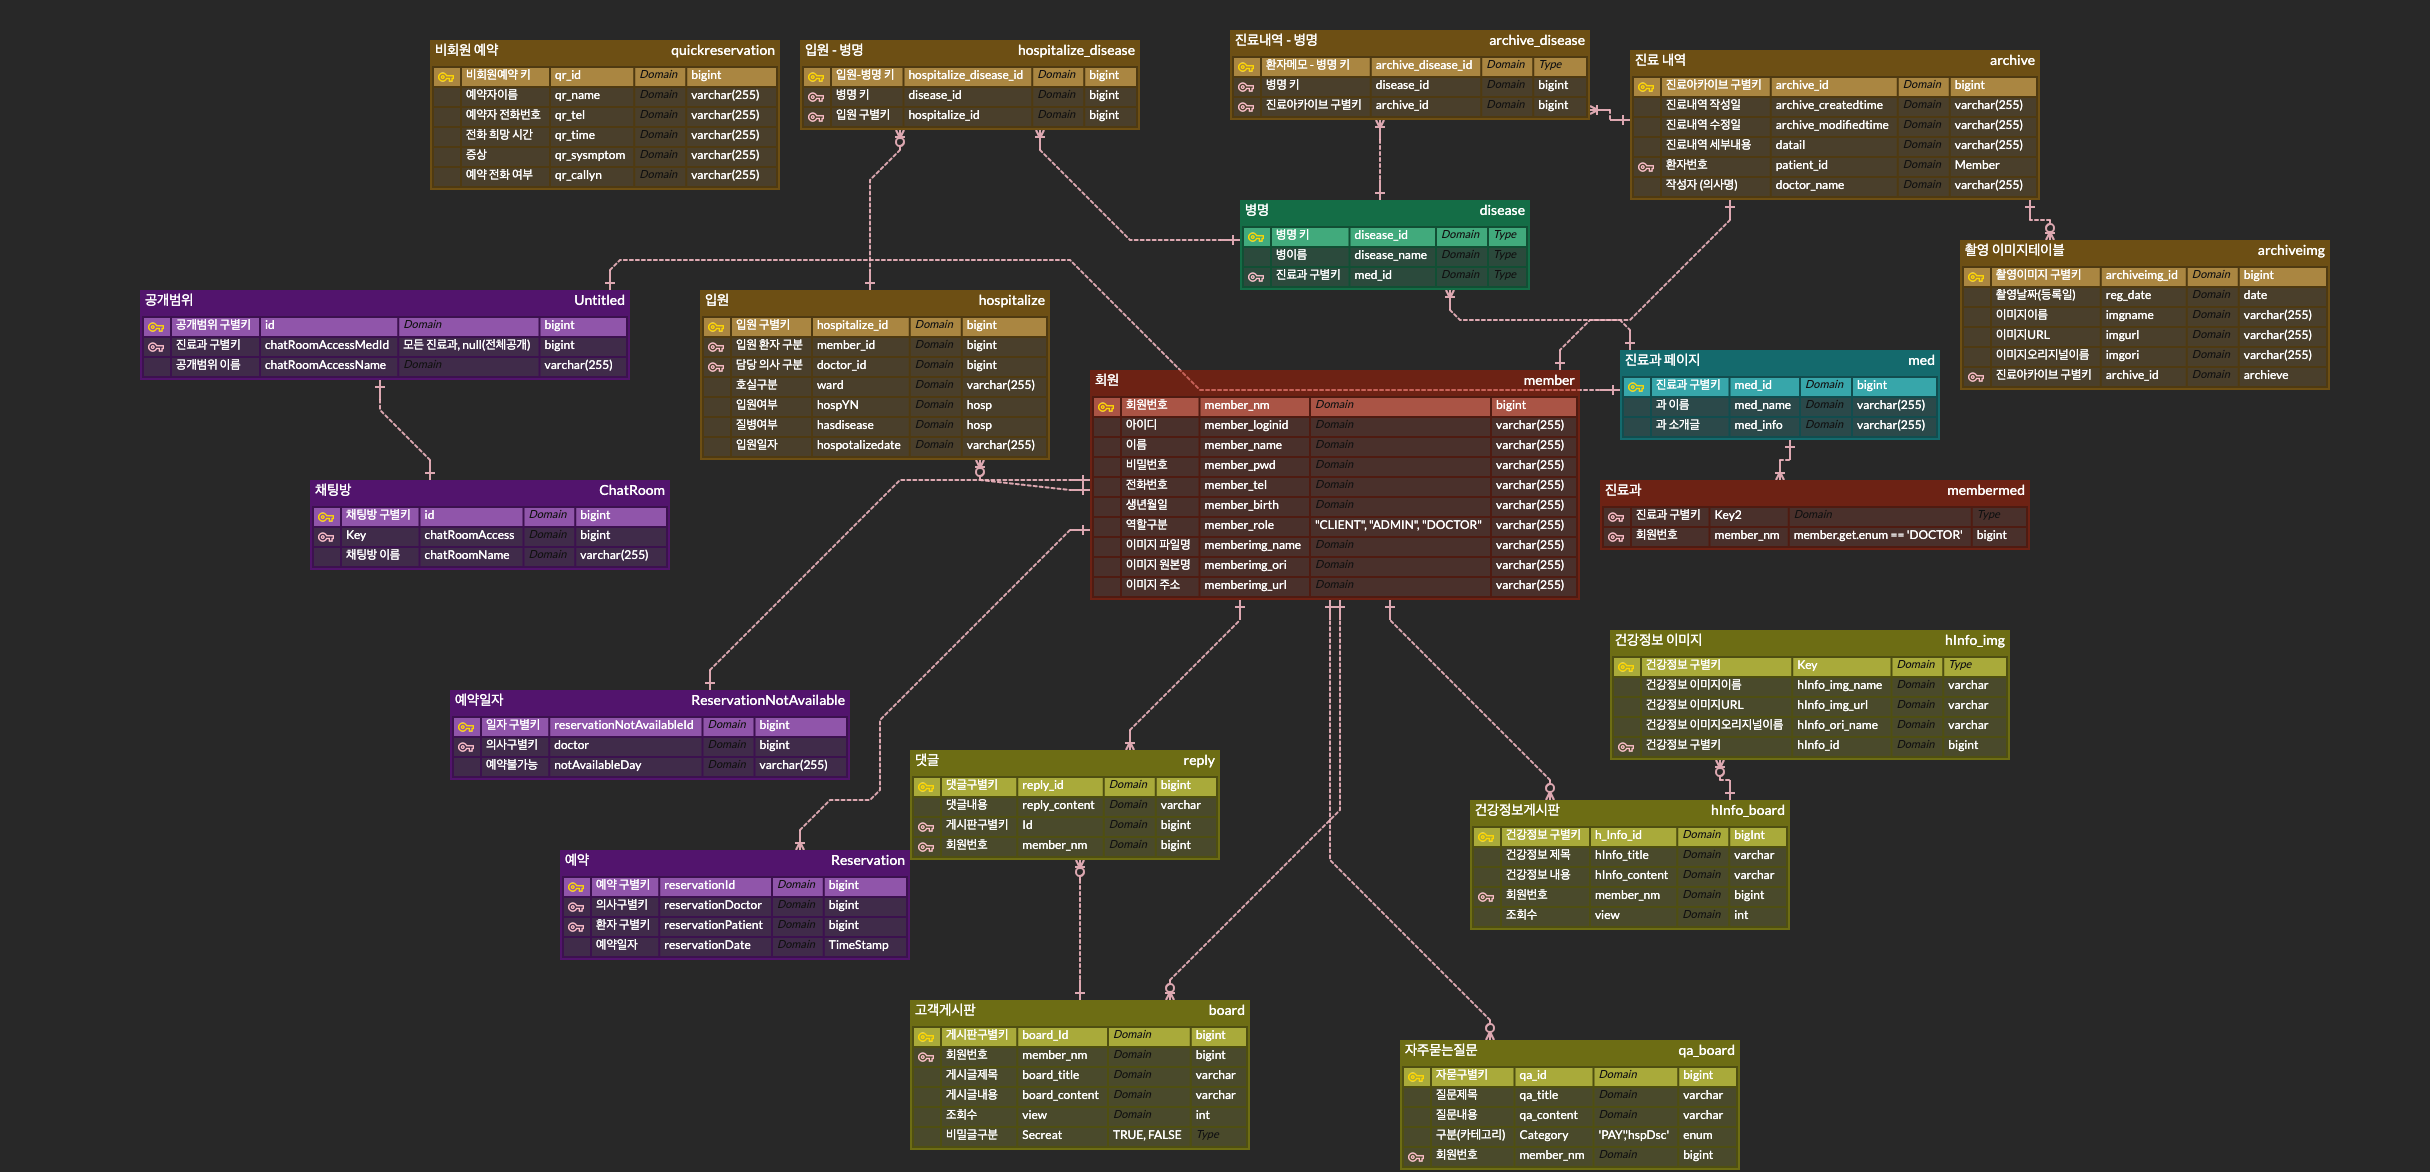 비회원 예약 quickreservation
비회원예약 키 qr_id Domain bigint
예약자이름 qr_name Domain varchar(255)
예약자 전화번호 qr_tel Domain varchar(255)
전화 희망 시간 qr_time Domain varchar(255)
증상 qr_sysmptom Domain varchar(255)
예약 전화 여부 qr_callyn Domain varchar(255)
입원 - 병명 hospitalize_disease
입원-병명 키 hospitalize_disease_id Domain bigint
병명 키 disease_id Domain bigint
입원 구별키 hospitalize_id Domain bigint
진료내역 - 병명 archive_disease
환자메모 - 병명 키 archive_disease_id Domain Type
병명 키 disease_id Domain bigint
진료아카이브 구별키 archive_id Domain bigint
진료 내역 archive
진료아카이브 구별키 archive_id Domain bigint
진료내역 작성일 archive_createdtime Domain varchar(255)
진료내역 수정일 archive_modifiedtime Domain varchar(255)
진료내역 세부내용 datail Domain varchar(255)
환자번호 patient_id Domain Member
작성자 (의사명) doctor_name Domain varchar(255)
병명 disease
병명 키 disease_id Domain Type
병이름 disease_name Domain Type
진료과 구별키 med_id Domain Type
촬영 이미지테이블 archiveimg
촬영이미지 구별키 archiveimg_id Domain bigint
촬영날짜(등록일) reg_date Domain date
이미지이름 imgname Domain varchar(255)
이미지URL imgurl Domain varchar(255)
이미지오리지널이름 imgori Domain varchar(255)
진료아카이브 구별키 archive_id Domain archieve
공개범위 Untitled
공개범위 구별키 id Domain bigint
진료과 구별키 chatRoomAccessMedId 모든 진료과, null(전체공개) bigint
공개범위 이름 chatRoomAccessName Domain varchar(255)
입원 hospitalize
입원 구별키 hospitalize_id Domain bigint
입원 환자 구분 member_id Domain bigint
담당 의사 구분 doctor_id Domain bigint
호실구분 ward Domain varchar(255)
입원여부 hospYN Domain hosp
질병여부 hasdisease Domain hosp
입원일자 hospotalizedate Domain varchar(255)
회원 member
회원번호 member_nm Domain bigint
아이디 member_loginid Domain varchar(255)
이름 member_name Domain varchar(255)
비밀번호 member_pwd Domain varchar(255)
전화번호 member_tel Domain varchar(255)
생년월일 member_birth Domain varchar(255)
역할구분 member_role "CLIENT", "ADMIN", "DOCTOR" varchar(255)
이미지 파일명 memberimg_name Domain varchar(255)
이미지 원본명 memberimg_ori Domain varchar(255)
이미지 주소 memberimg_url Domain varchar(255)
진료과 페이지 med
진료과 구별키 med_id Domain bigint
과 이름 med_name Domain varchar(255)
과 소개글 med_info Domain varchar(255)
채팅방 ChatRoom
채팅방 구별키 id Domain bigint
Key chatRoomAccess Domain bigint
채팅방 이름 chatRoomName Domain varchar(255)
진료과 membermed
진료과 구별키 Key2 Domain Type
회원번호 member_nm member.get.enum == 'DOCTOR' bigint
건강정보 이미지 hInfo_img
건강정보 구별키 Key Domain Type
건강정보 이미지이름 hInfo_img_name Domain varchar
건강정보 이미지URL hInfo_img_url Domain varchar
건강정보 이미지오리지널이름 hInfo_ori_name Domain varchar
건강정보 구별키 hInfo_id Domain bigint
예약일자 ReservationNotAvailable
일자 구별키 reservationNotAvailableId Domain bigint
의사구별키 doctor Domain bigint
예약불가능 notAvailableDay Domain varchar(255)
댓글 reply
댓글구별키 reply_id Domain bigint
댓글내용 reply_content Domain varchar
게시판구별키 Id Domain bigint
회원번호 member_nm Domain bigint
건강정보게시판 hInfo_board
건강정보 구별키 h_Info_id Domain bigInt
건강정보 제목 hInfo_title Domain varchar
건강정보 내용 hInfo_content Domain varchar
회원번호 member_nm Domain bigint
조회수 view Domain int
예약 Reservation
예약 구별키 reservationId Domain bigint
의사구별키 reservationDoctor Domain bigint
환자 구별키 reservationPatient Domain bigint
예약일자 reservationDate Domain TimeStamp
고객게시판 board
게시판구별키 board_Id Domain bigint
회원번호 member_nm Domain bigint
게시글제목 board_title Domain varchar
게시글내용 board_content Domain varchar
조회수 view Domain int
비밀글구분 Secreat TRUE, FALSE Type
자주묻는질문 qa_board
자묻구별키 qa_id Domain bigint
질문제목 qa_title Domain varchar
질문내용 qa_content Domain varchar
구분(카테고리) Category 'PAY','hspDsc' enum
회원번호 member_nm Domain bigint